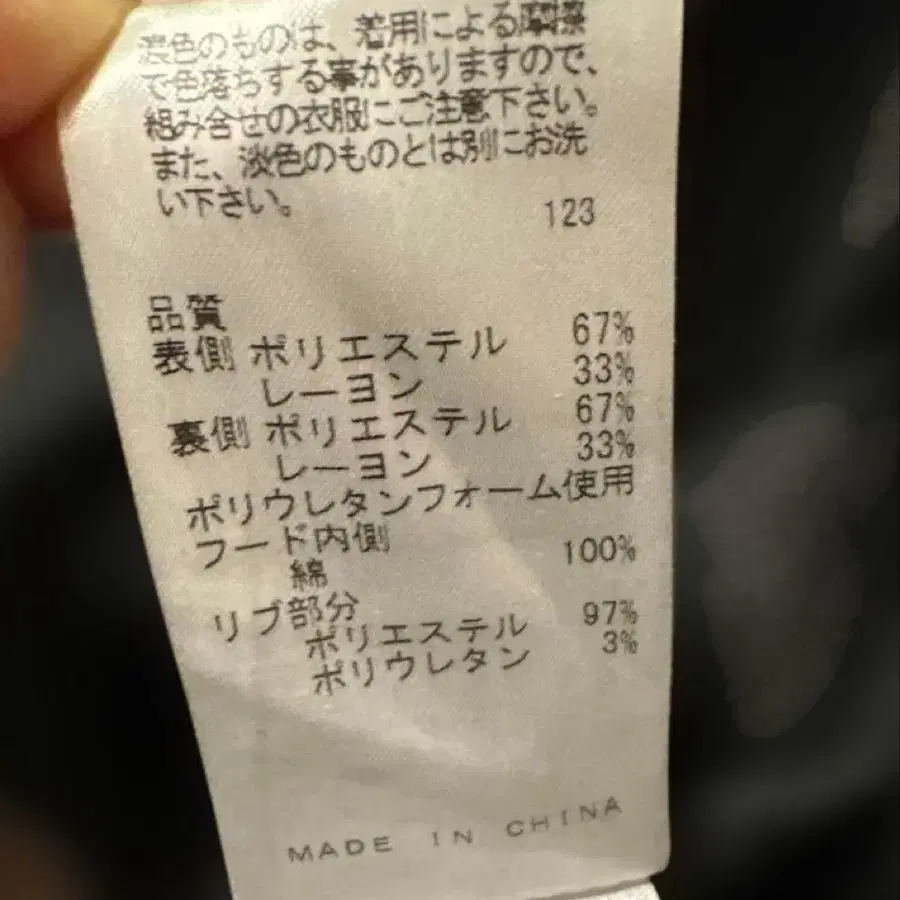 濃色のものは、着用による摩擦
で色落ちする事がありますので、
組み合せの衣服にご注意下さい。
また、淡色のものとは別にお洗
い下さい。
123
品質
表側 ポリエステル 67%
レーヨン 33%
裏側 ポリエステル 67%
レーヨン 33%
ポリウレタンフォーム使用
フード内側
綿 100%
リブ部分
ポリエステル 97%
ポリウレタン 3%
MADE IN CHINA